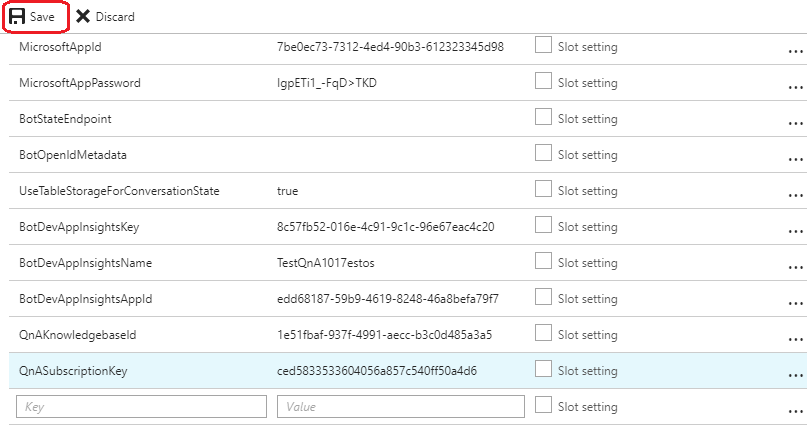 Save Discard
MicrosoftAppId 7be0ec73-7312-4ed4-90b3-612323345d98 Slot setting ...
MicrosoftAppPassword IgpETi1_-FqD>TKD Slot setting ...
BotStateEndpoint Slot setting ...
BotOpenIdMetadata Slot setting ...
UseTableStorageForConversationState true Slot setting ...
BotDevAppInsightsKey 8c57fb52-016e-4c91-9c1c-96e67eac4c20 Slot setting ...
BotDevAppInsightsName TestQnA1017estos Slot setting ...
BotDevAppInsightsAppId edd68187-59b9-4619-8248-46a8befa79f7 Slot setting ...
QnAKnowledgebaseId 1e51fbaf-937f-4991-aecc-b3c0d485a3a5 Slot setting ...
QnASubscriptionKey ced5833533604056a857c540ff50a4d6 Slot setting ...
Key Value Slot setting ...